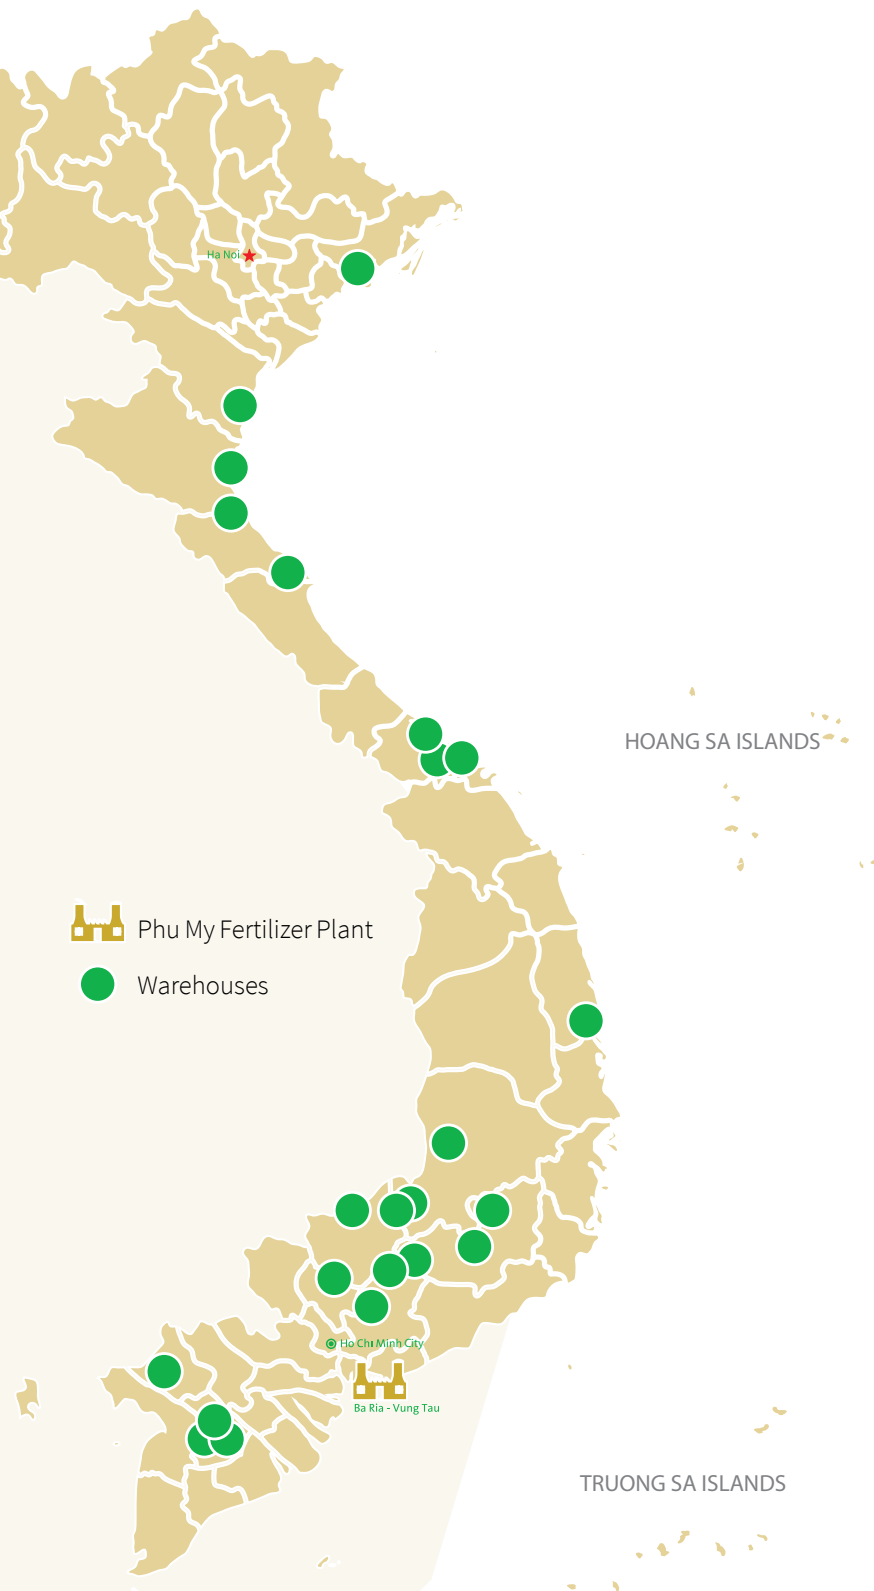 Ha Noi
HOANG SA ISLANDS
Phu My Fertilizer Plant
Warehouses
Ho Chi Minh City
Ba Ria - Vung Tau
TRUONG SA ISLANDS